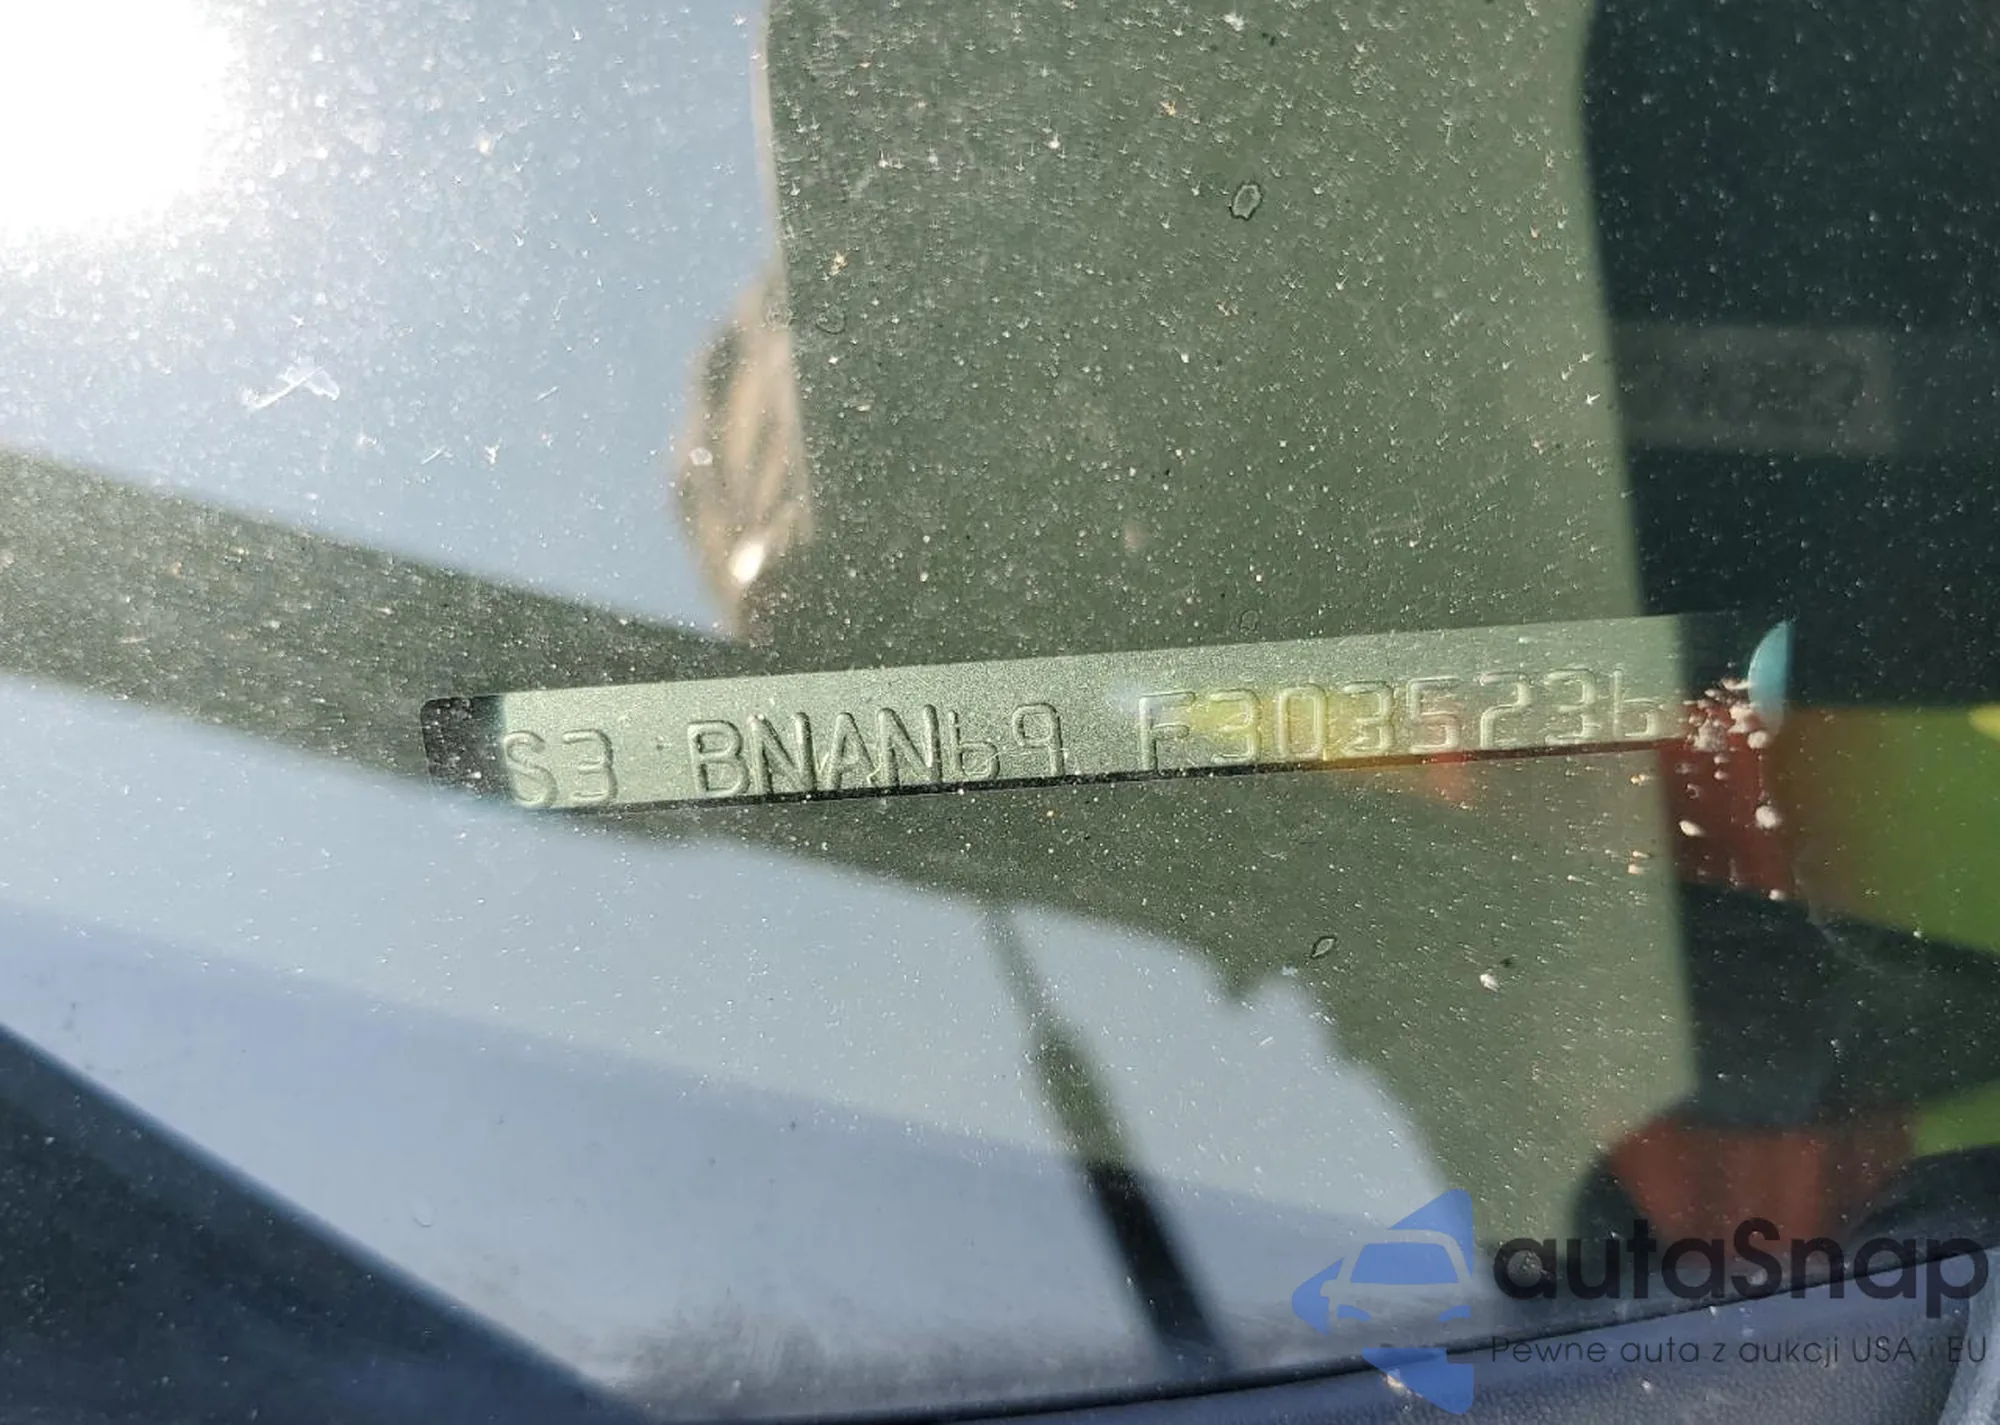 S3 BNAN69 F3035236
autaSnap
Pewne auta z aukcji USA i EU